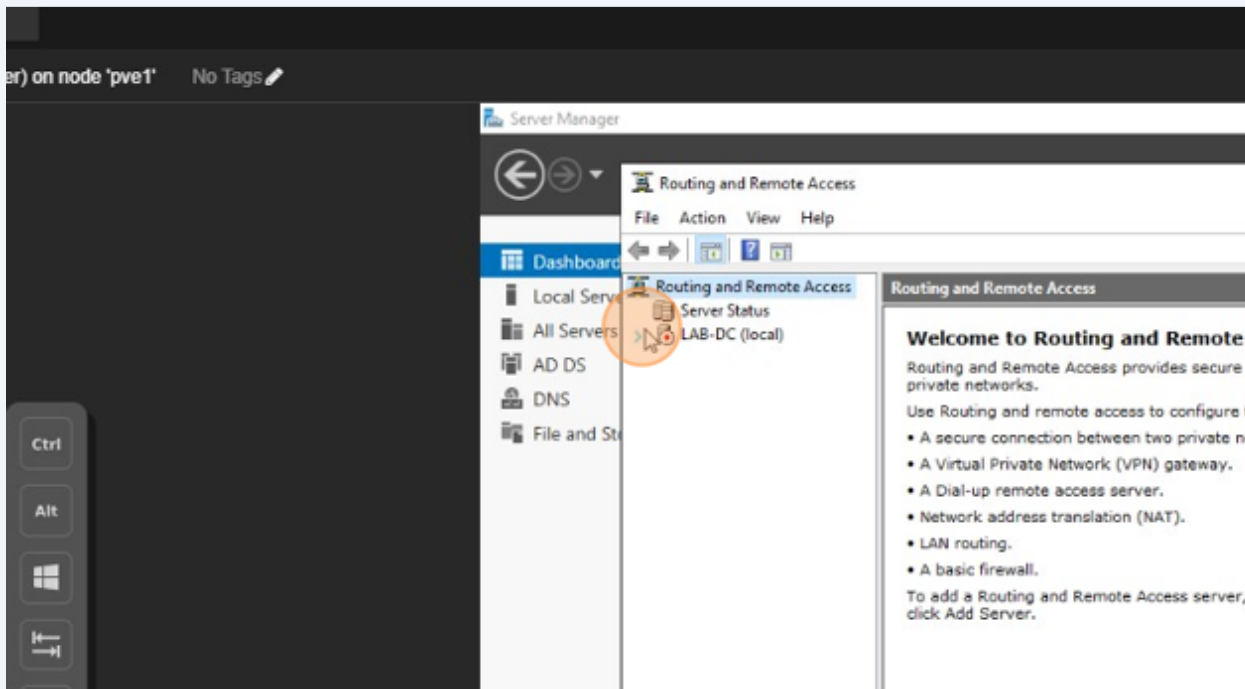 er) on node 'pve1' No Tags
Server Manager
Routing and Remote Access
File Action View Help
Dashboard
Local Serv
All Servers
AD DS
DNS
File and Sto
Routing and Remote Access
Server Status
LAB-DC (local)
Routing and Remote Access
Welcome to Routing and Remote
Routing and Remote Access provides secure
private networks.
Use Routing and remote access to configure
• A secure connection between two private n
• A Virtual Private Network (VPN) gateway.
• A Dial-up remote access server.
• Network address translation (NAT).
• LAN routing.
• A basic firewall.
To add a Routing and Remote Access server,
click Add Server.
Ctrl
Alt